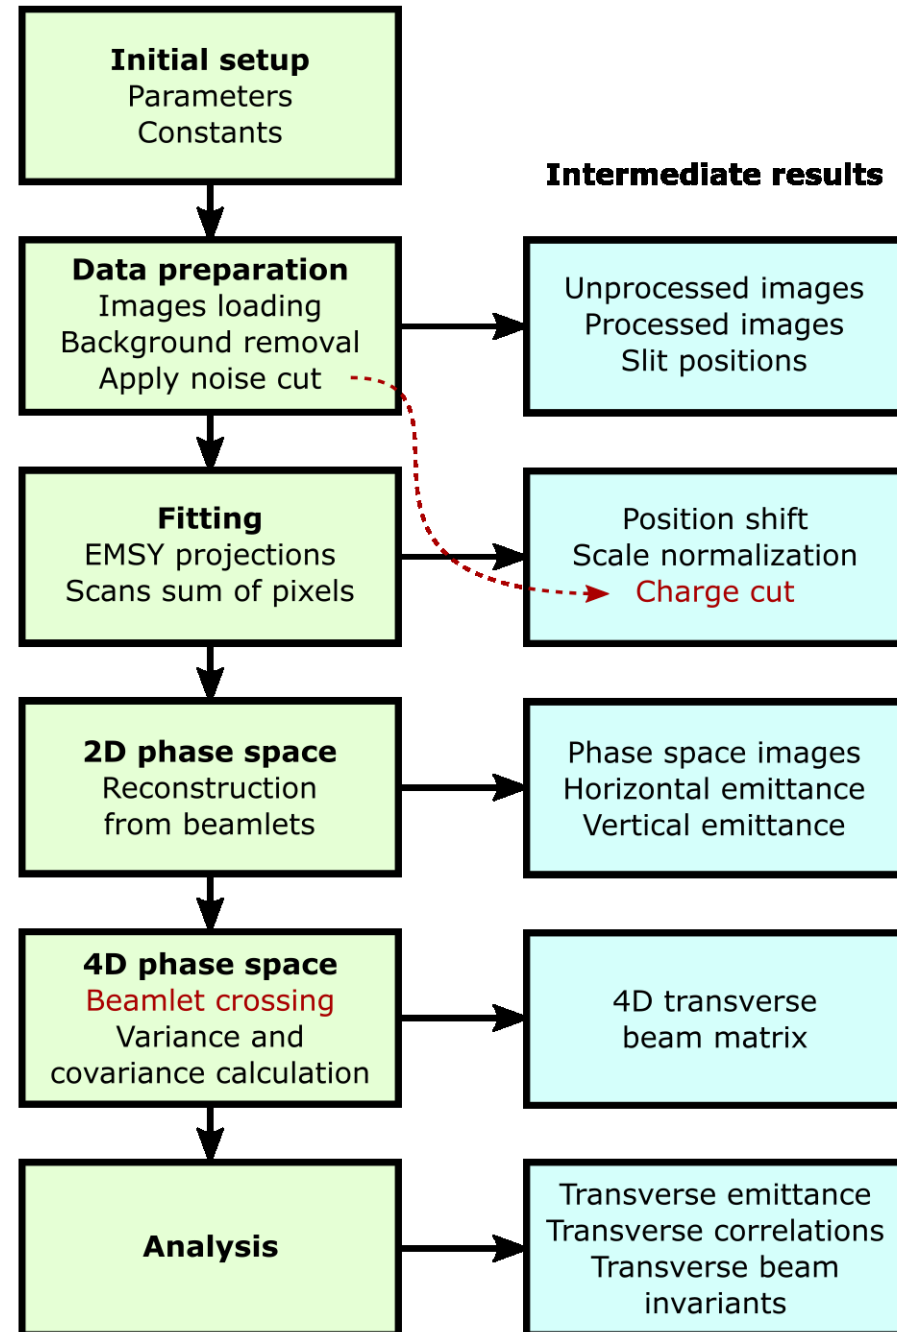 Initial setup
Parameters
Constants
Intermediate results
Data preparation
Images loading
Background removal
Apply noise cut
Unprocessed images
Processed images
Slit positions
Fitting
EMSY projections
Scans sum of pixels
Position shift
Scale normalization
Charge cut
2D phase space
Reconstruction
from beamlets
Phase space images
Horizontal emittance
Vertical emittance
4D phase space
Beamlet crossing
Variance and
covariance calculation
4D transverse
beam matrix
Analysis
Transverse emittance
Transverse correlations
Transverse beam
invariants